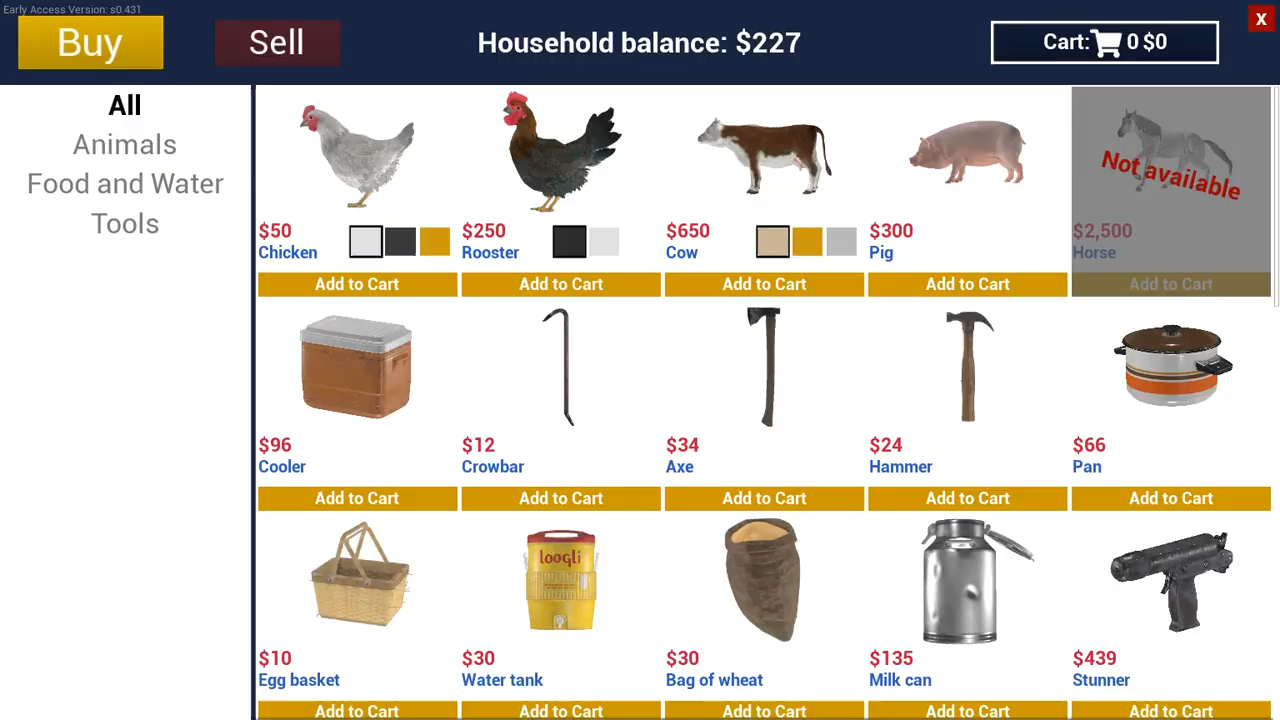 Early Access Version: s0.431
Buy
Sell
Household balance: $227
Cart: 0 $0
X
All
Animals
Food and Water
Tools
$50
Chicken
Add to Cart
$250
Rooster
Add to Cart
$650
Cow
Add to Cart
$300
Pig
Add to Cart
Not available
$2,500
Horse
Add to Cart
$96
Cooler
Add to Cart
$12
Crowbar
Add to Cart
$34
Axe
Add to Cart
$24
Hammer
Add to Cart
$66
Pan
Add to Cart
$10
Egg basket
Add to Cart
loogli
$30
Water tank
Add to Cart
$30
Bag of wheat
Add to Cart
$135
Milk can
Add to Cart
$439
Stunner
Add to Cart